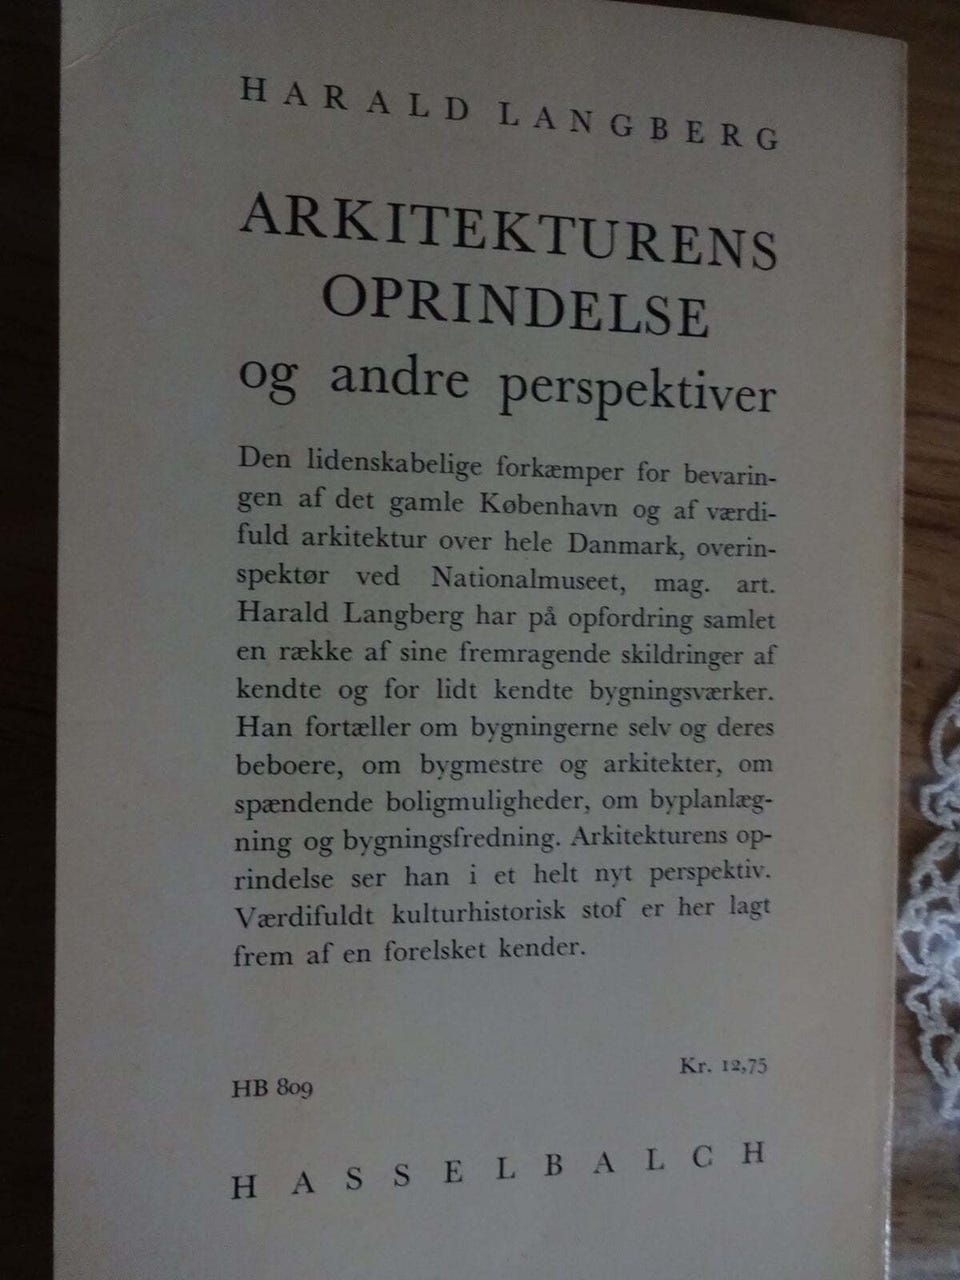 HARALD LANGBERG
ARKITEKTURENS
OPRINDELSE
og andre perspektiver
Den lidenskabelige forkæmper for bevarin-
gen af det gamle København og af værdi-
fuld arkitektur over hele Danmark, overin-
spektør ved Nationalmuseet, mag. art.
Harald Langberg har på opfordring samlet
en række af sine fremragende skildringer af
kendte og for lidt kendte bygningsværker.
Han fortæller om bygningerne selv og deres
beboere, om bygmestre og arkitekter, om
spændende boligmuligheder, om byplanlæg-
ning og bygningsfredning. Arkitekturens op-
rindelse ser han i et helt nyt perspektiv.
Værdifuldt kulturhistorisk stof er her lagt
frem af en forelsket kender.
HB 809
Kr. 12,75
HASSELBALCH